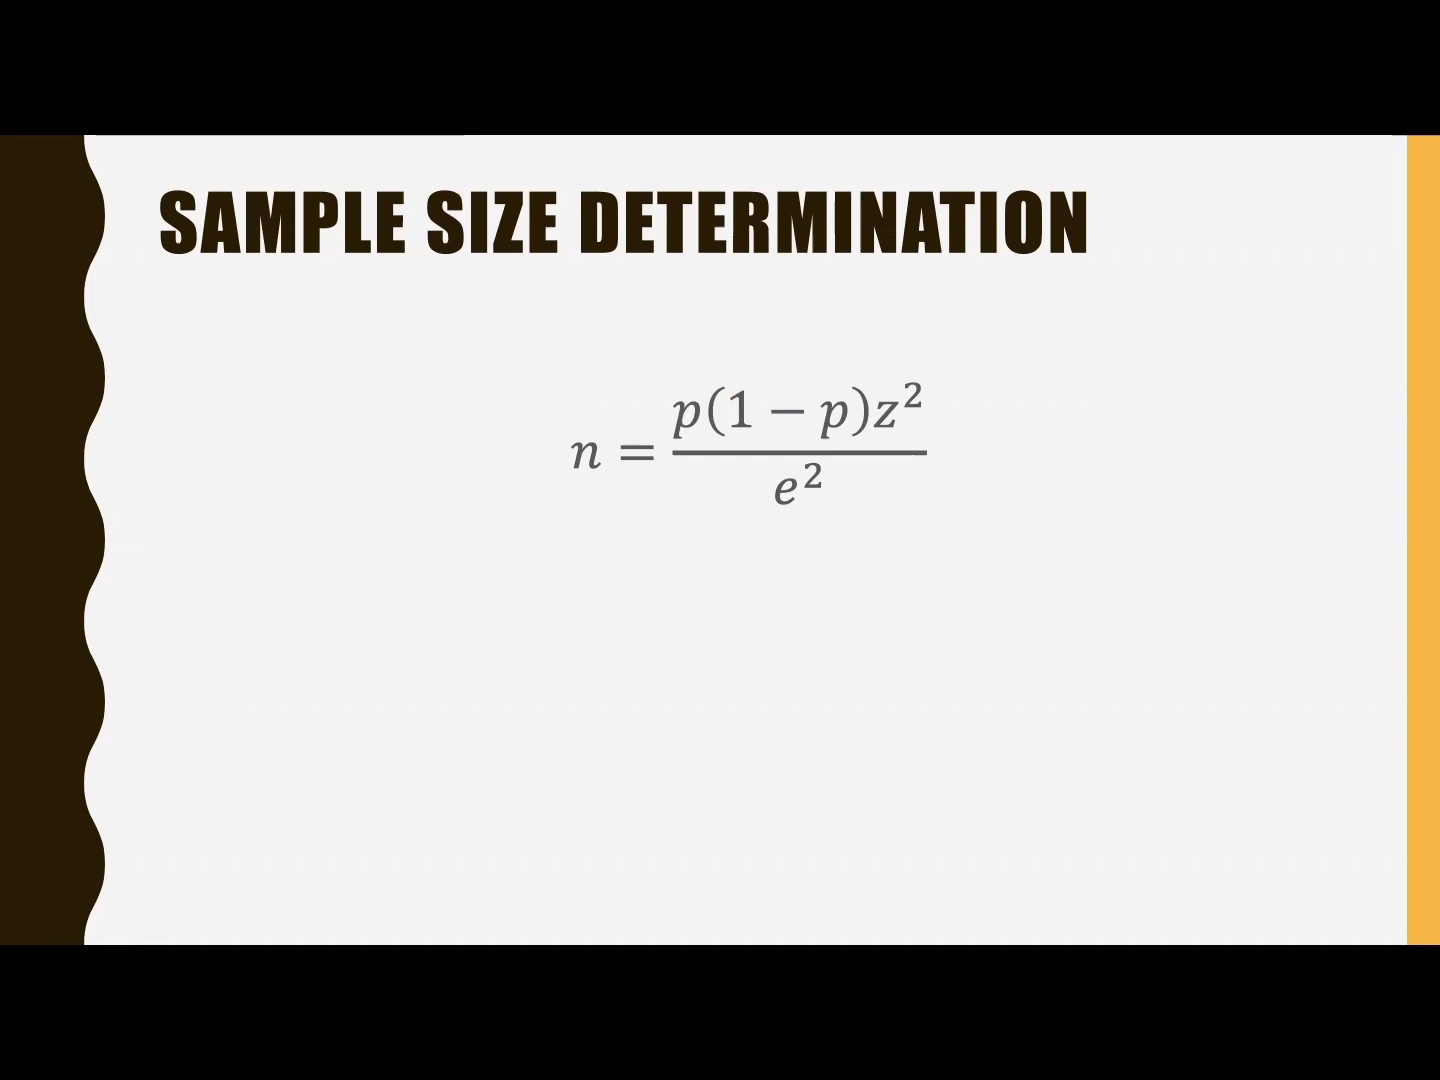 SAMPLE SIZE DETERMINATION
n = p(1 − p)z² / e²